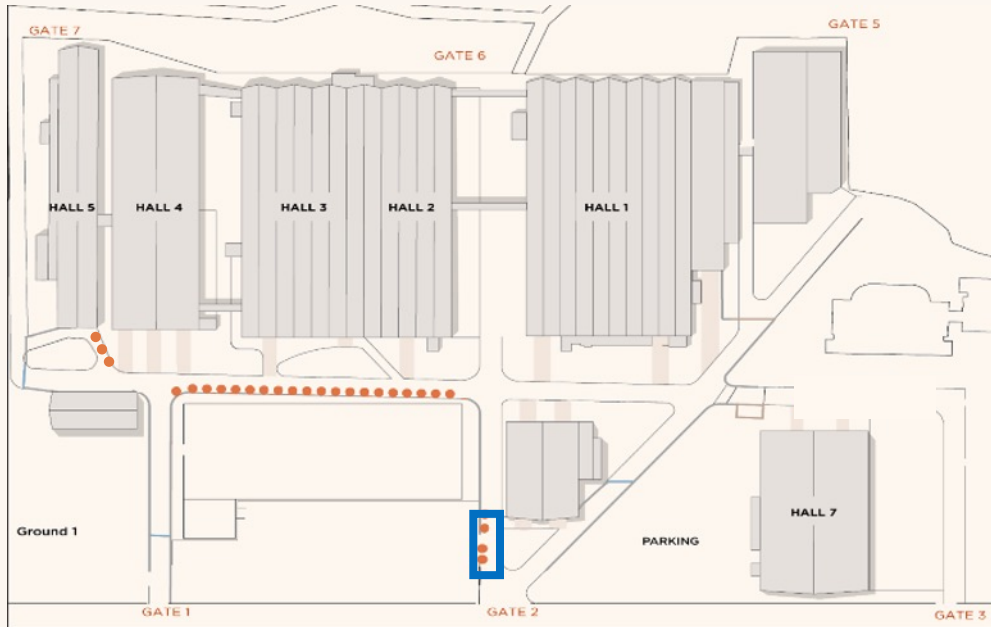 GATE 5
GATE 7
GATE 6
HALL 5
HALL 4
HALL 3
HALL 2
HALL 1
HALL 7
Ground 1
PARKING
GATE 1
GATE 2
GATE 3